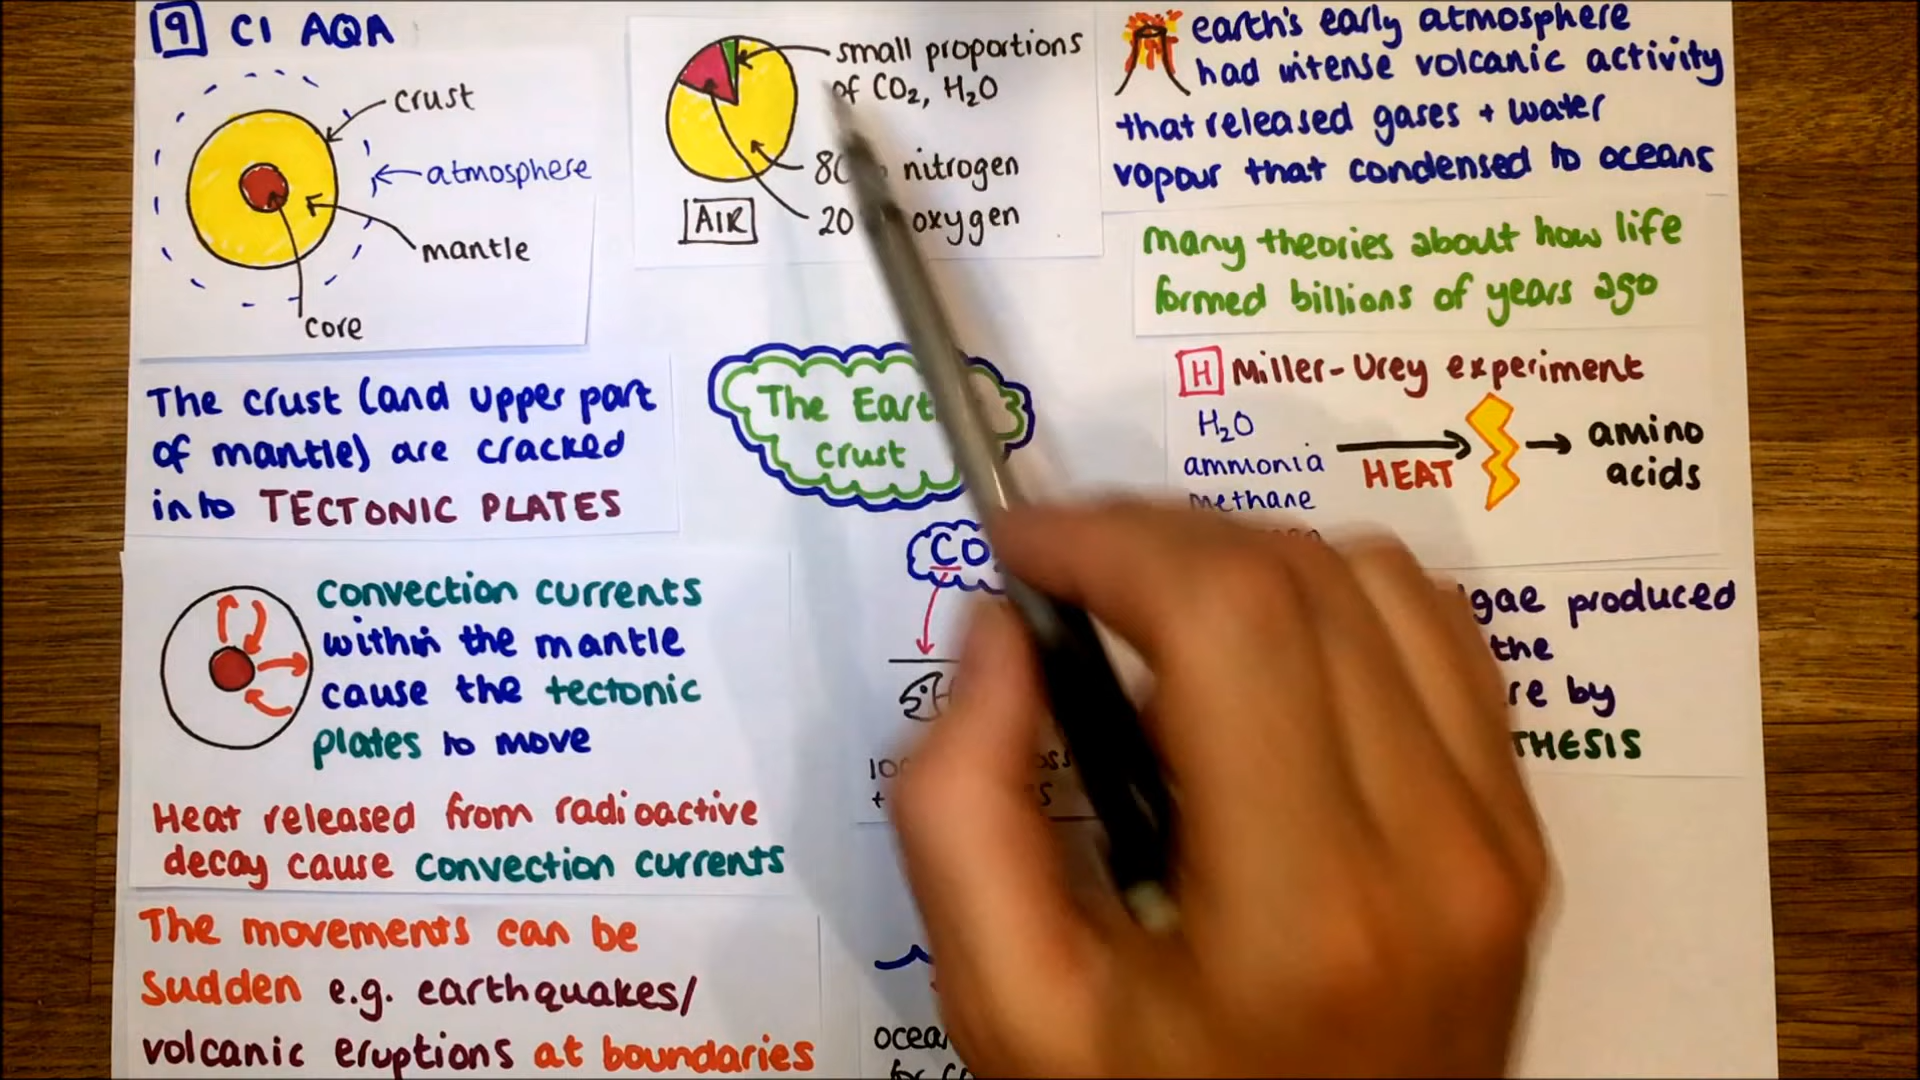 9 C1 AQA
crust
atmosphere
mantle
core
small proportions
of CO₂, H₂O
nitrogen
20 oxygen
AIR
earth's early atmosphere
had intense volcanic activity
that released gases + water
vapour that condensed to oceans
many theories about how life
formed billions of years ago
The crust (and upper part
of mantle) are cracked
into TECTONIC PLATES
The
crust
H Miller-Urey experiment
H₂O
ammonia
methane
HEAT
amino
acids
convection currents
within the mantle
cause the tectonic
plates to move
Heat released from radioactive
decay cause convection currents
The movements can be
sudden e.g. earthquakes/
volcanic eruptions at boundaries
produced
the
by